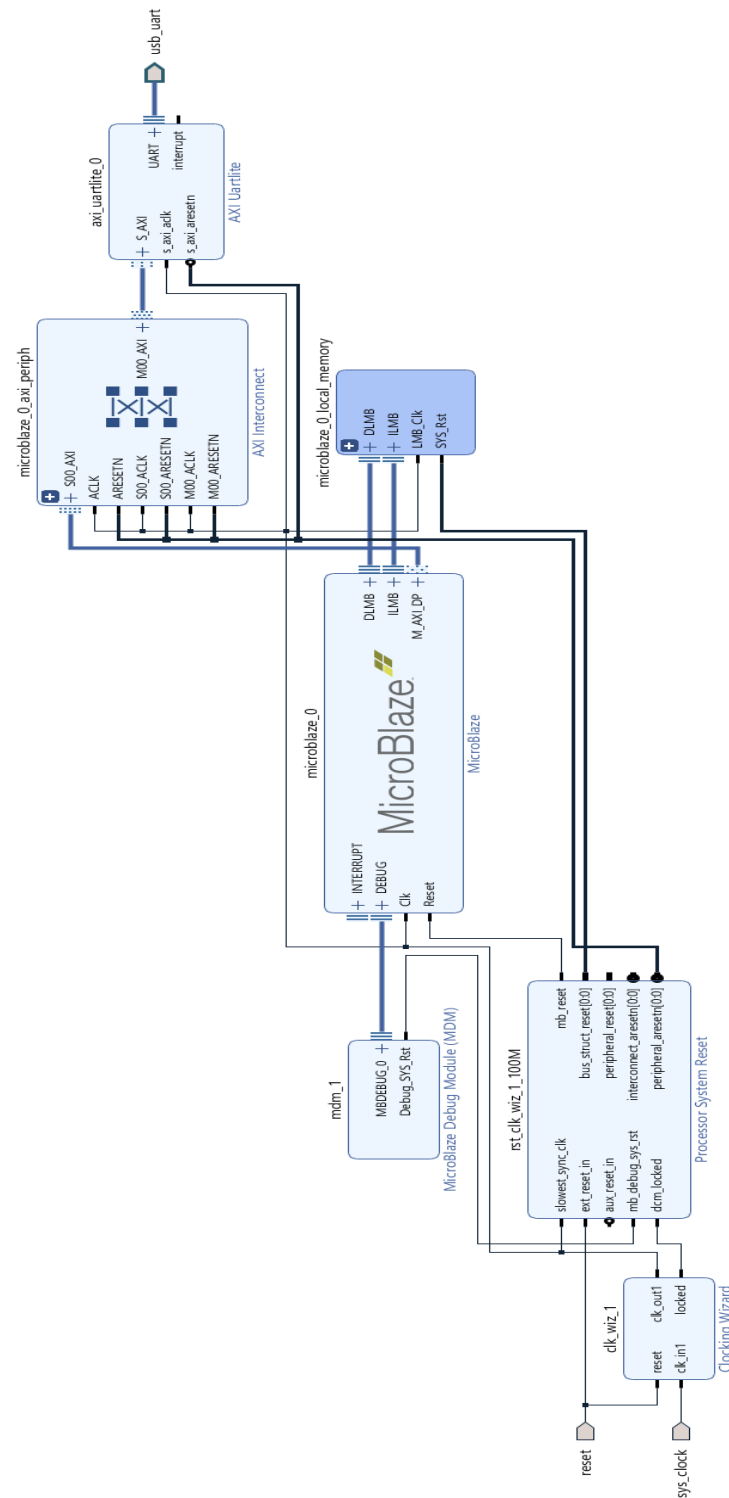 usb_uart
axi_uartlite_0
UART
interrupt
S_AXI
s_axi_aclk
s_axi_aresetn
AXI Uartlite
microblaze_0_axi_periph
S00_AXI
ACLK
ARESETN
S00_ACLK
S00_ARESETN
M00_ACLK
M00_ARESETN
M00_AXI
AXI Interconnect
microblaze_0_local_memory
DLMB
ILMB
LMB_Clk
SYS_Rst
microblaze_0
INTERRUPT
DEBUG
Clk
Reset
MicroBlaze
DLMB
ILMB
M_AXI_DP
MicroBlaze
mdm_1
MBDEBUG_0
Debug_SYS_Rst
MicroBlaze Debug Module (MDM)
rst_clk_wiz_1_100M
slowest_sync_clk
ext_reset_in
aux_reset_in
mb_debug_sys_rst
dcm_locked
mb_reset
bus_struct_reset[0:0]
peripheral_reset[0:0]
interconnect_aresetn[0:0]
peripheral_aresetn[0:0]
Processor System Reset
clk_wiz_1
reset
clk_in1
clk_out1
locked
Clocking Wizard
reset
sys_clock